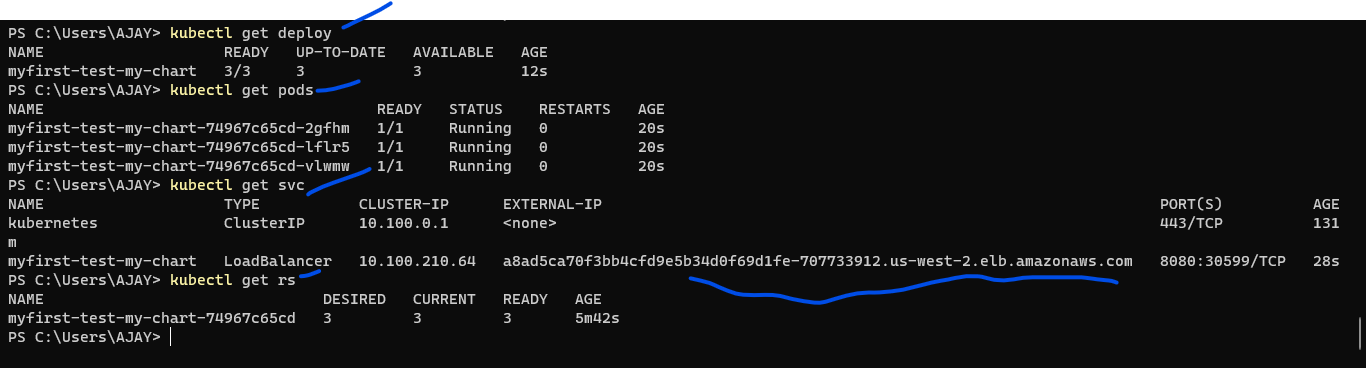 PS C:\Users\AJAY> kubectl get deploy
NAME                    READY   UP-TO-DATE   AVAILABLE   AGE
myfirst-test-my-chart   3/3     3            3           12s
PS C:\Users\AJAY> kubectl get pods
NAME                                     READY   STATUS    RESTARTS   AGE
myfirst-test-my-chart-74967c65cd-2gfhm   1/1     Running   0          20s
myfirst-test-my-chart-74967c65cd-lflr5   1/1     Running   0          20s
myfirst-test-my-chart-74967c65cd-vlwmw   1/1     Running   0          20s
PS C:\Users\AJAY> kubectl get svc
NAME                    TYPE           CLUSTER-IP      EXTERNAL-IP                                                              PORT(S)          AGE
kubernetes              ClusterIP      10.100.0.1      <none>                                                                   443/TCP          131
m
myfirst-test-my-chart   LoadBalancer   10.100.210.64   a8ad5ca70f3bb4cfd9e5b34d0f69d1fe-707733912.us-west-2.elb.amazonaws.com   8080:30599/TCP   28s
PS C:\Users\AJAY> kubectl get rs
NAME                               DESIRED   CURRENT   READY   AGE
myfirst-test-my-chart-74967c65cd   3         3         3       5m42s
PS C:\Users\AJAY>